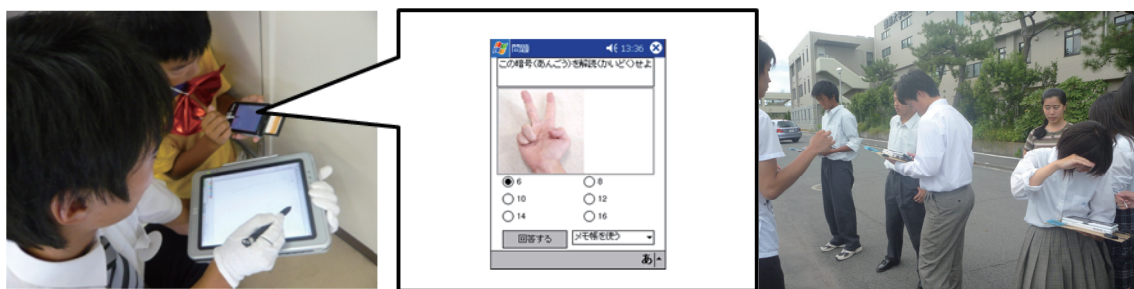 13:36
この暗号(あんごう)を解読(かいどく)せよ
6 8
10 12
14 16
回答する メモ帳を使う
あ